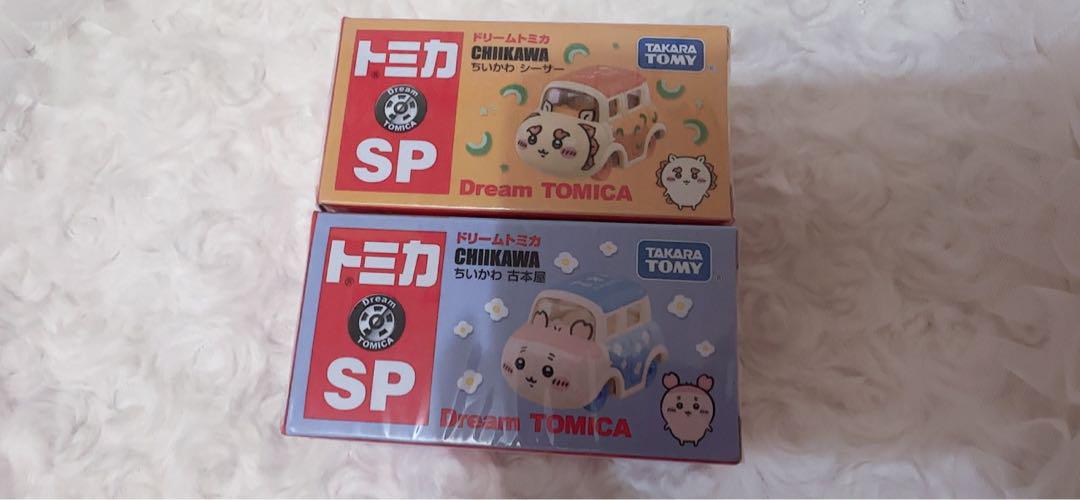 トミカ
Dream
TOMICA
SP
ドリームトミカ
CHIIKAWA
ちいかわ シーサー
TAKARA
TOMY
Dream TOMICA
トミカ
Dream
TOMICA
SP
ドリームトミカ
CHIIKAWA
ちいかわ 古本屋
TAKARA
TOMY
Dream TOMICA